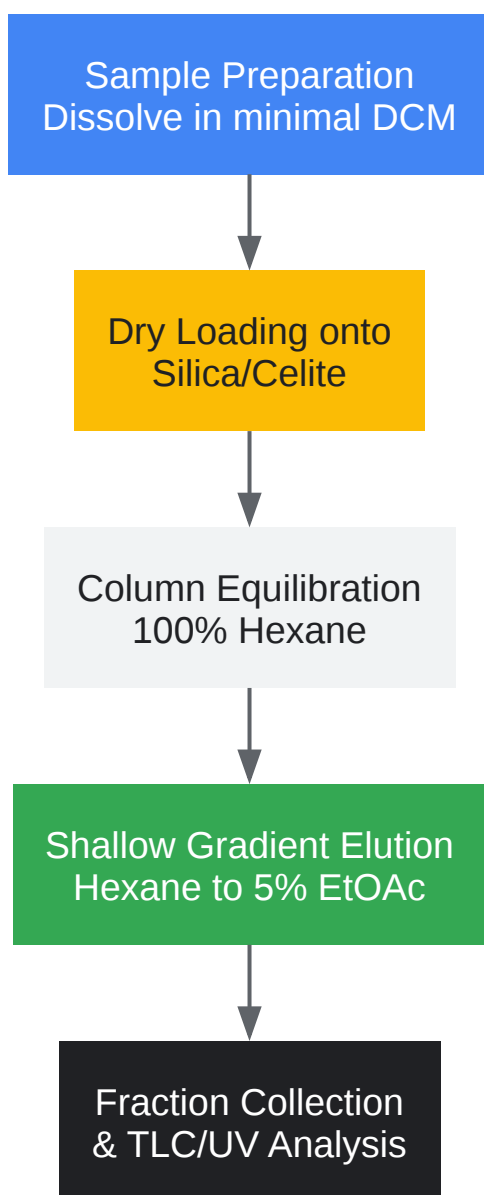 Sample Preparation
Dissolve in minimal DCM
Dry Loading onto
Silica/Celite
Column Equilibration
100% Hexane
Shallow Gradient Elution
Hexane to 5% EtOAc
Fraction Collection
& TLC/UV Analysis